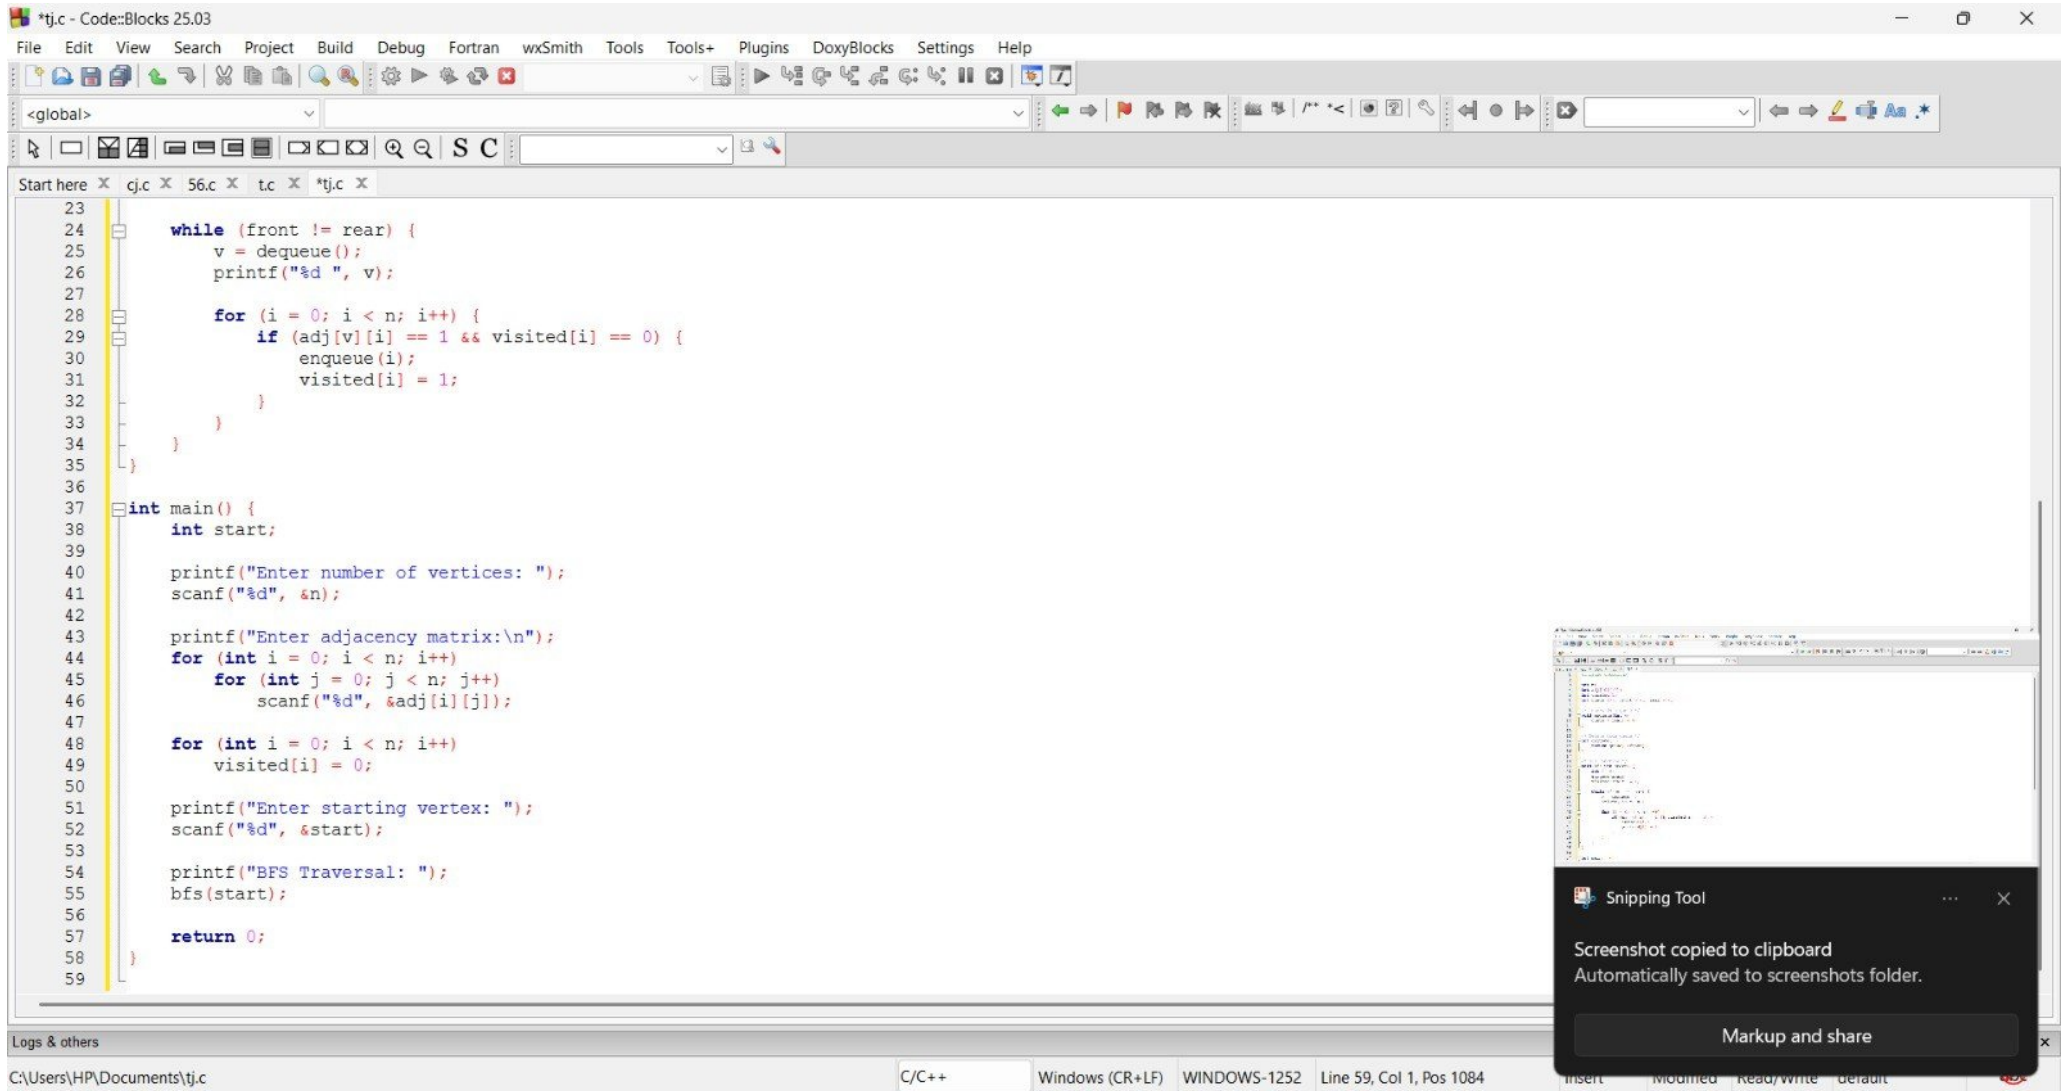 *tj.c - Code::Blocks 25.03
File Edit View Search Project Build Debug Fortran wxSmith Tools Tools+ Plugins DoxyBlocks Settings Help
<global>
S C
Start here cj.c 56.c t.c *tj.c
23
24 while (front != rear) {
25 v = dequeue();
26 printf("%d ", v);
27
28 for (i = 0; i < n; i++) {
29 if (adj[v][i] == 1 && visited[i] == 0) {
30 enqueue(i);
31 visited[i] = 1;
32 }
33 }
34 }
35 }
36
37 int main() {
38 int start;
39
40 printf("Enter number of vertices: ");
41 scanf("%d", &n);
42
43 printf("Enter adjacency matrix:\n");
44 for (int i = 0; i < n; i++)
45 for (int j = 0; j < n; j++)
46 scanf("%d", &adj[i][j]);
47
48 for (int i = 0; i < n; i++)
49 visited[i] = 0;
50
51 printf("Enter starting vertex: ");
52 scanf("%d", &start);
53
54 printf("BFS Traversal: ");
55 bfs(start);
56
57 return 0;
58 }
59
Snipping Tool
Screenshot copied to clipboard
Automatically saved to screenshots folder.
Markup and share
Logs & others
C:\Users\HP\Documents\tj.c C/C++ Windows (CR+LF) WINDOWS-1252 Line 59, Col 1, Pos 1084 Insert Modified Read/Write default